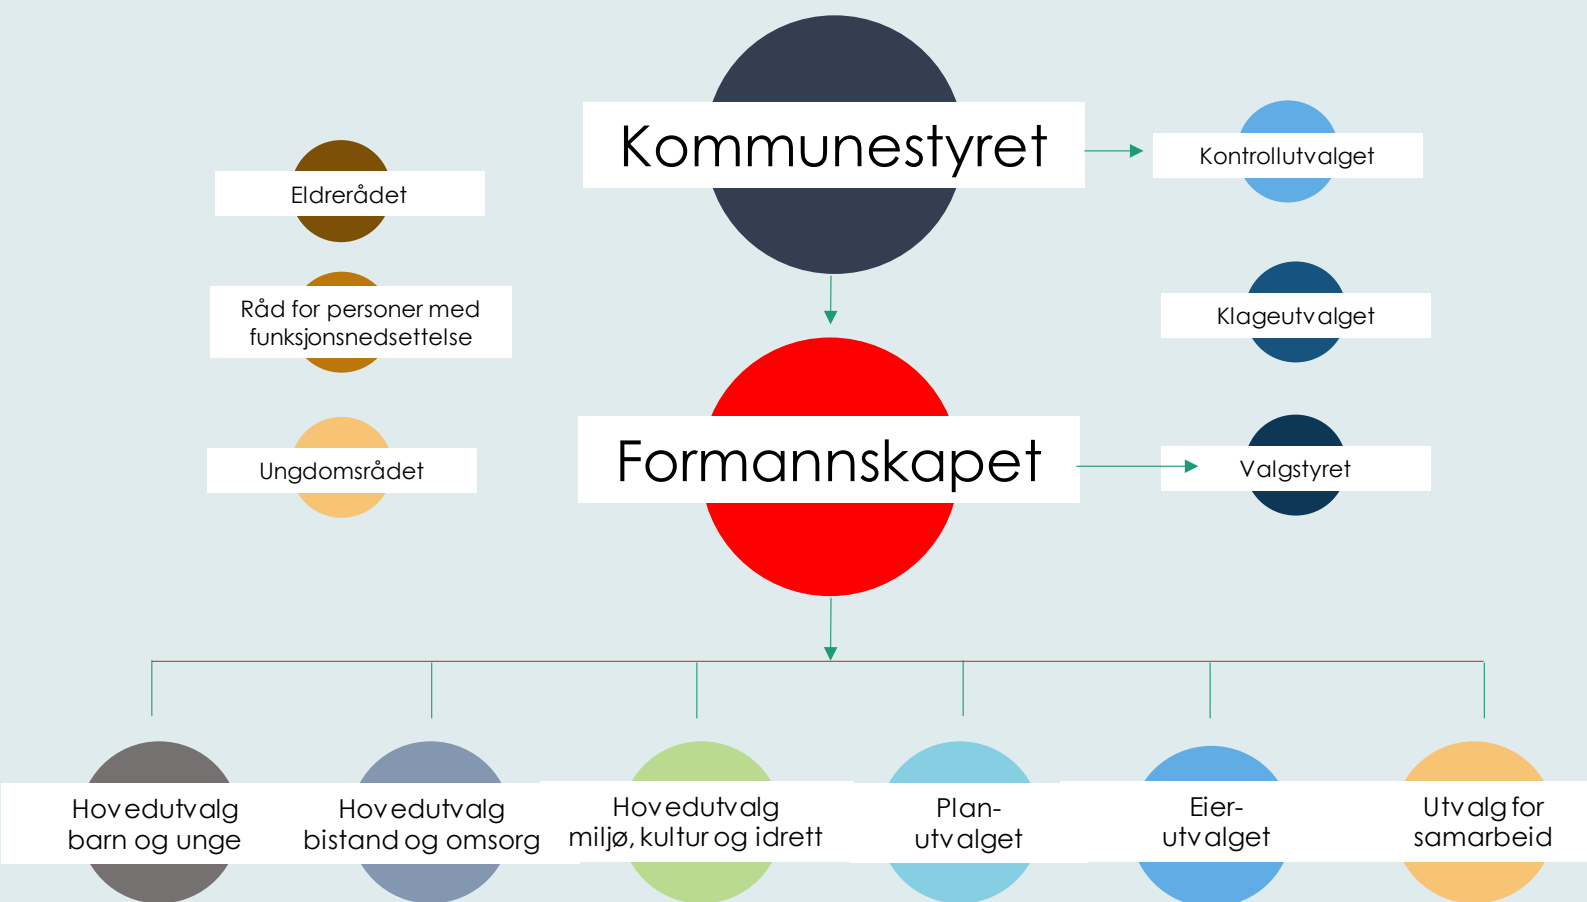 Kommunestyret
Kontrollutvalget
Eldrerådet
Råd for personer med
funksjonsnedsettelse
Klageutvalget
Formannskapet
Ungdomsrådet
Valgstyret
Hovedutvalg
barn og unge
Hovedutvalg
bistand og omsorg
Hovedutvalg
miljø, kultur og idrett
Plan-
utvalget
Eier-
utvalget
Utvalg for
samarbeid